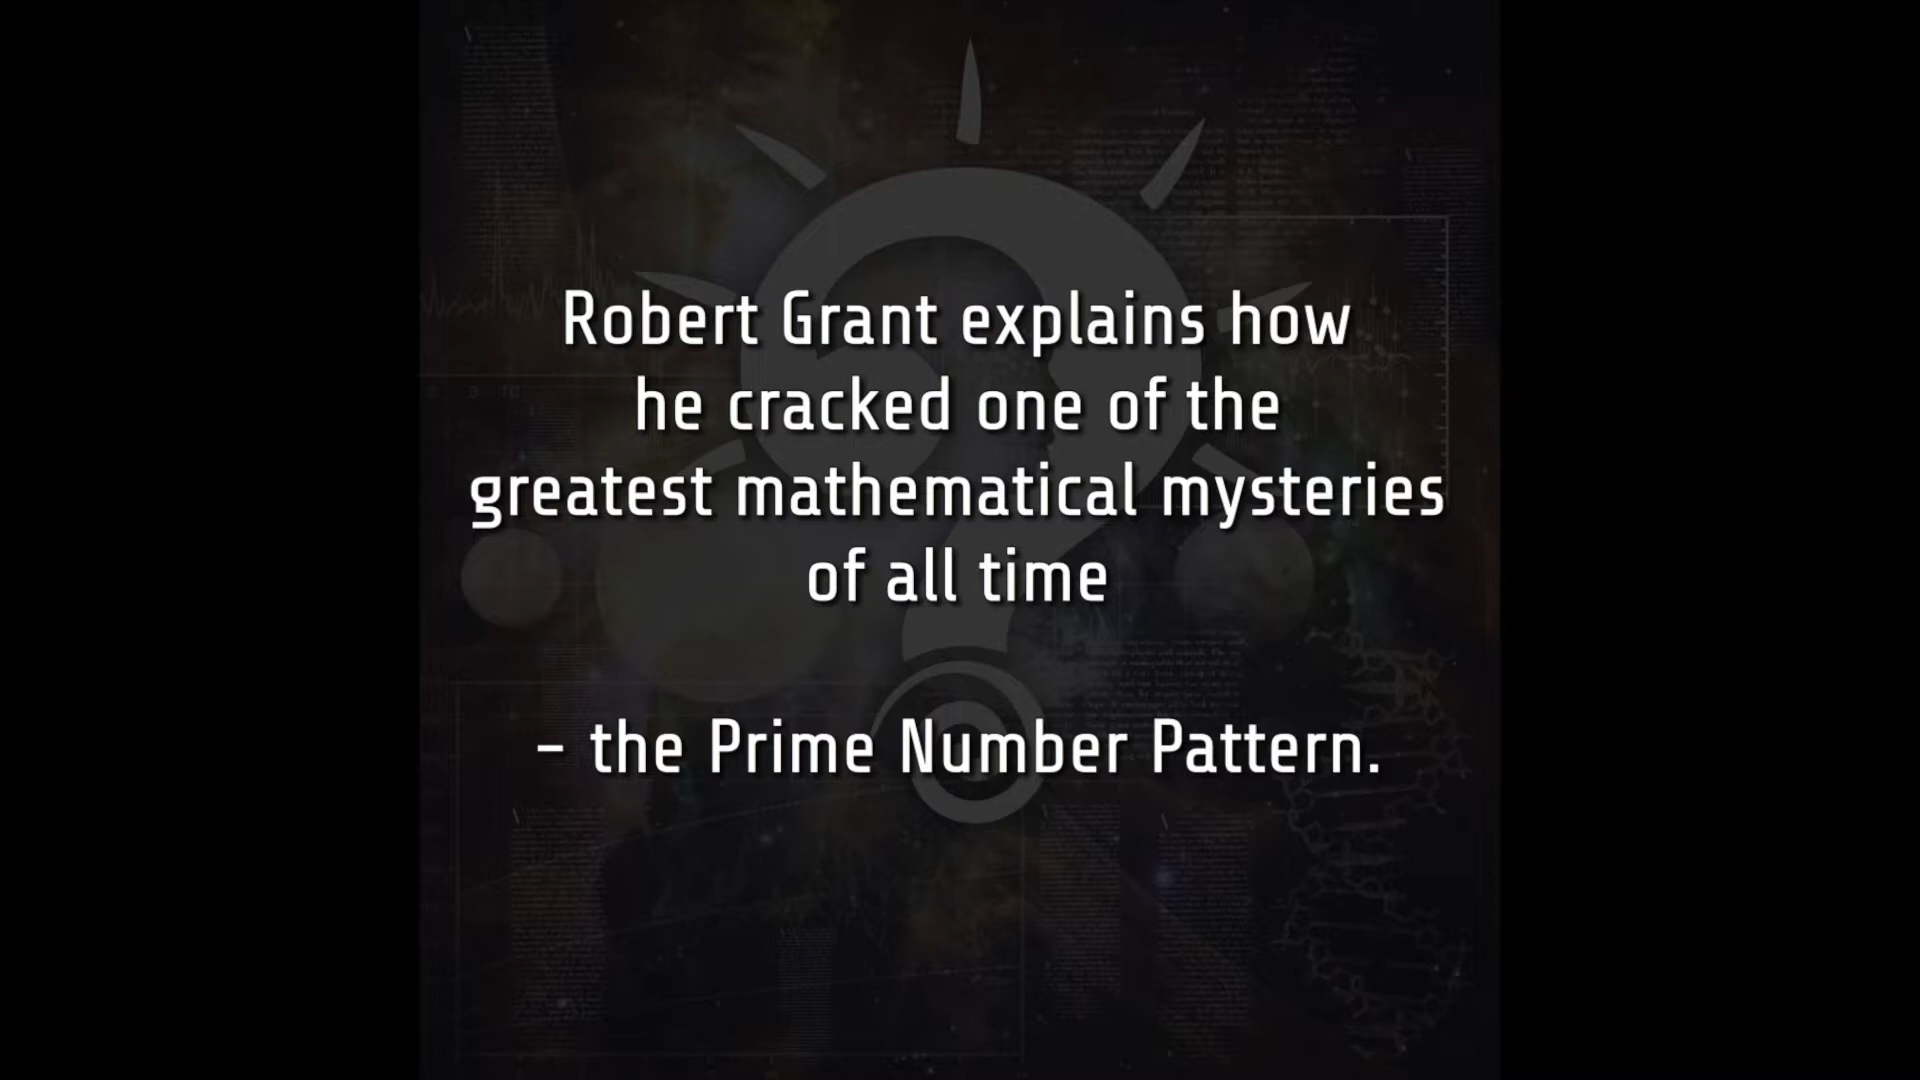 Robert Grant explains how
he cracked one of the
greatest mathematical mysteries
of all time
- the Prime Number Pattern.